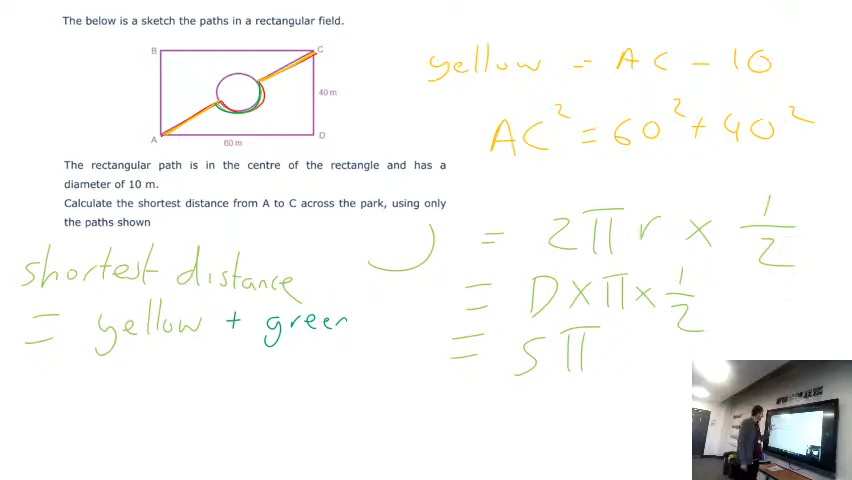 The below is a sketch the paths in a rectangular field.
B
C
40 m
A
D
60 m
The rectangular path is in the centre of the rectangle and has a
diameter of 10 m.
Calculate the shortest distance from A to C across the park, using only
the paths shown
shortest distance
= yellow + green
yellow = AC - 10
AC² = 60² + 40²
= 2πr × 1/2
= D × π × 1/2
= 5π